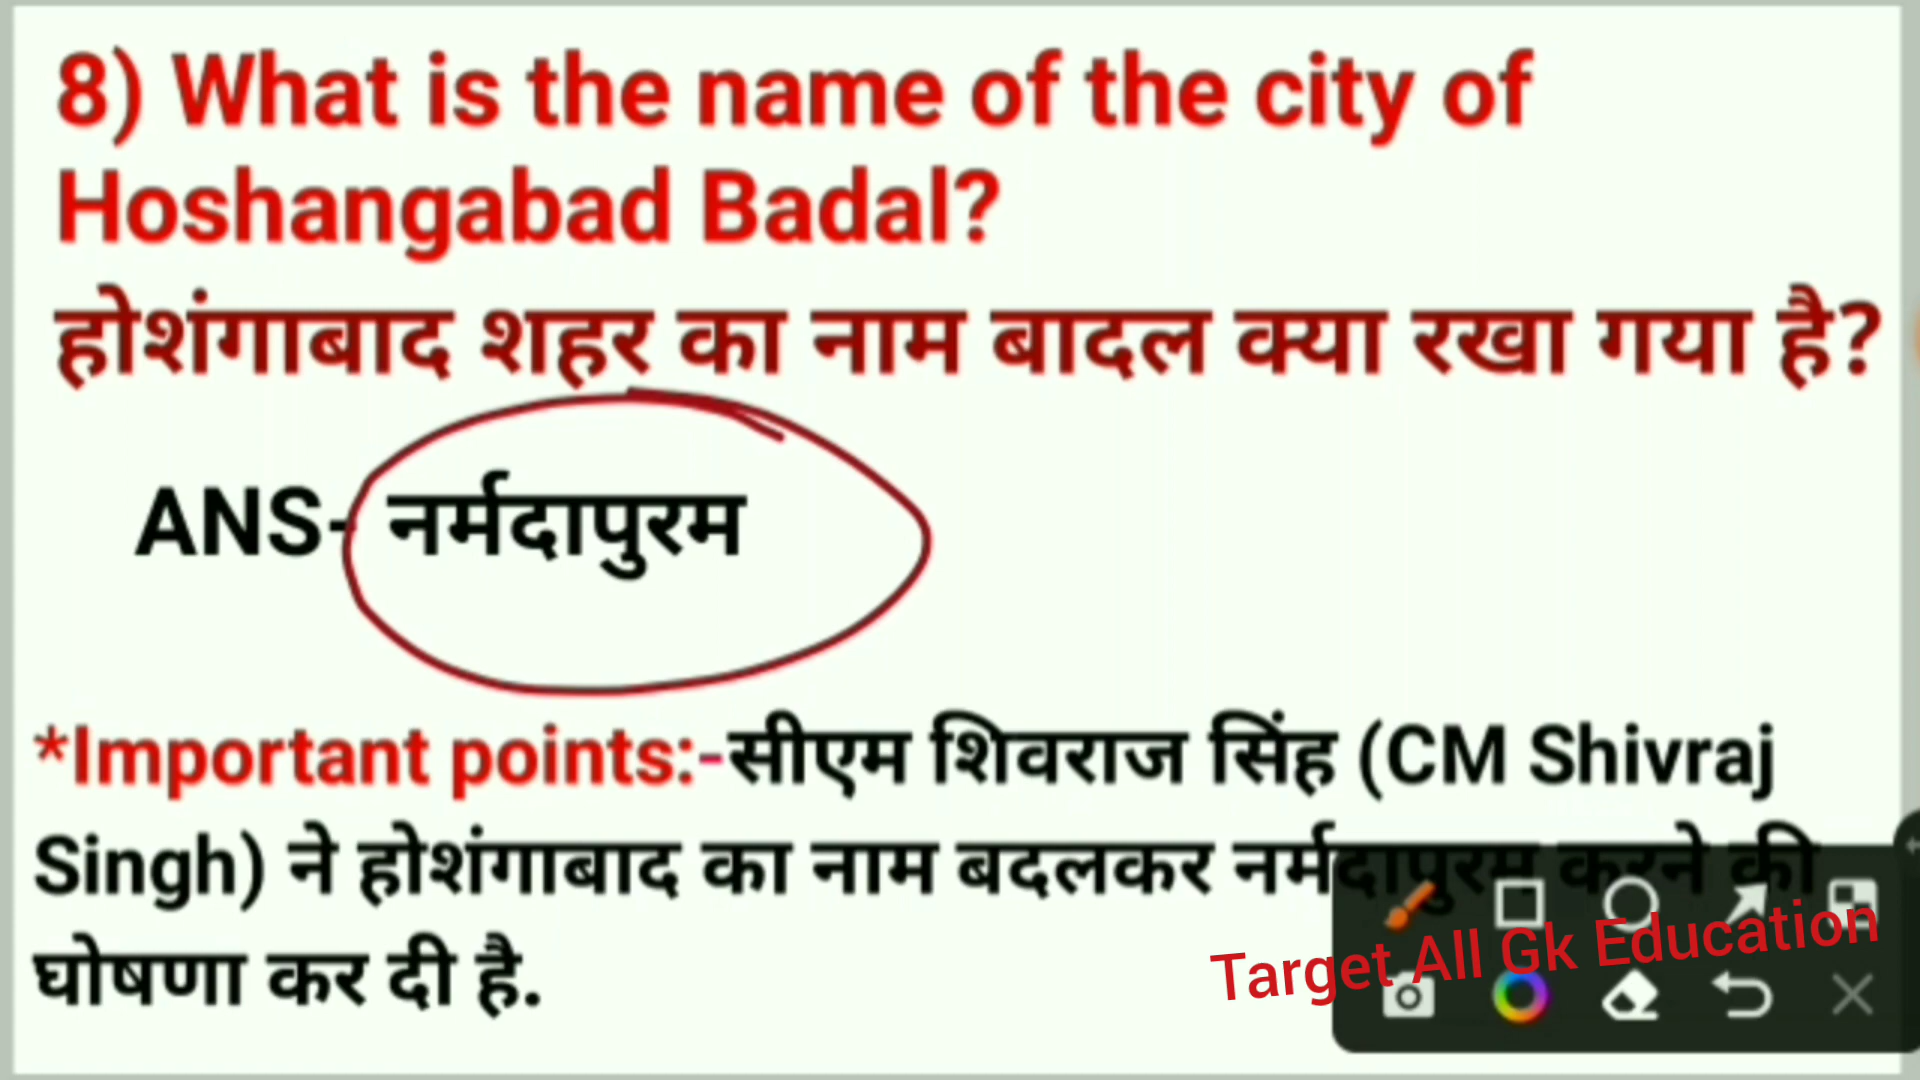 8) What is the name of the city of
Hoshangabad Badal?
होशंगाबाद शहर का नाम बादल क्या रखा गया है?
ANS- नर्मदापुरम
*Important points:-सीएम शिवराज सिंह (CM Shivraj
Singh) ने होशंगाबाद का नाम बदलकर नर्मदापुरम करने की
घोषणा कर दी है.
Target All Gk Education